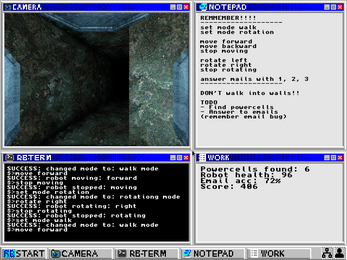 CAMERA
NOTEPAD
REMMEMBER!!!!
--------------------
set mode walk
set mode rotation
move forward
move backward
stop moving
rotate left
rotate right
stop rotating
answer mails with 1, 2, 3
--------------------
DON'T walk into walls!!
TODO
- Find powercells
- Answer to emails
(remember email bug)
RBTERM
SUCCESS: changed mode to: walk mode
$>move forward
SUCCESS: robot moving: forward
$>stop moving
SUCCESS: robot stopped: moving
$>set mode rotation
SUCCESS: changed mode to: rotationg mode
$>rotate right
SUCCESS: robot rotating: right
$>stop rotating
SUCCESS: robot stopped: rotating
$>set mode walk
SUCCESS: changed mode to: walk mode
$>move forward
WORK
Powercells found: 6
Robot health: 96
Email acc: 72%
Score: 406
START
CAMERA
RBTERM
NOTEPAD
WORK